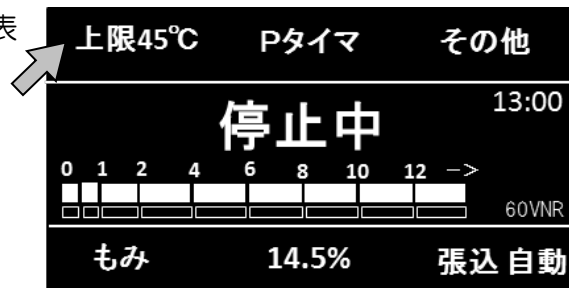 表
上限45℃ Pタイマ その他
停止中 13:00
0 1 2 4 6 8 10 12 ->
60VNR
もみ 14.5% 張込 自動